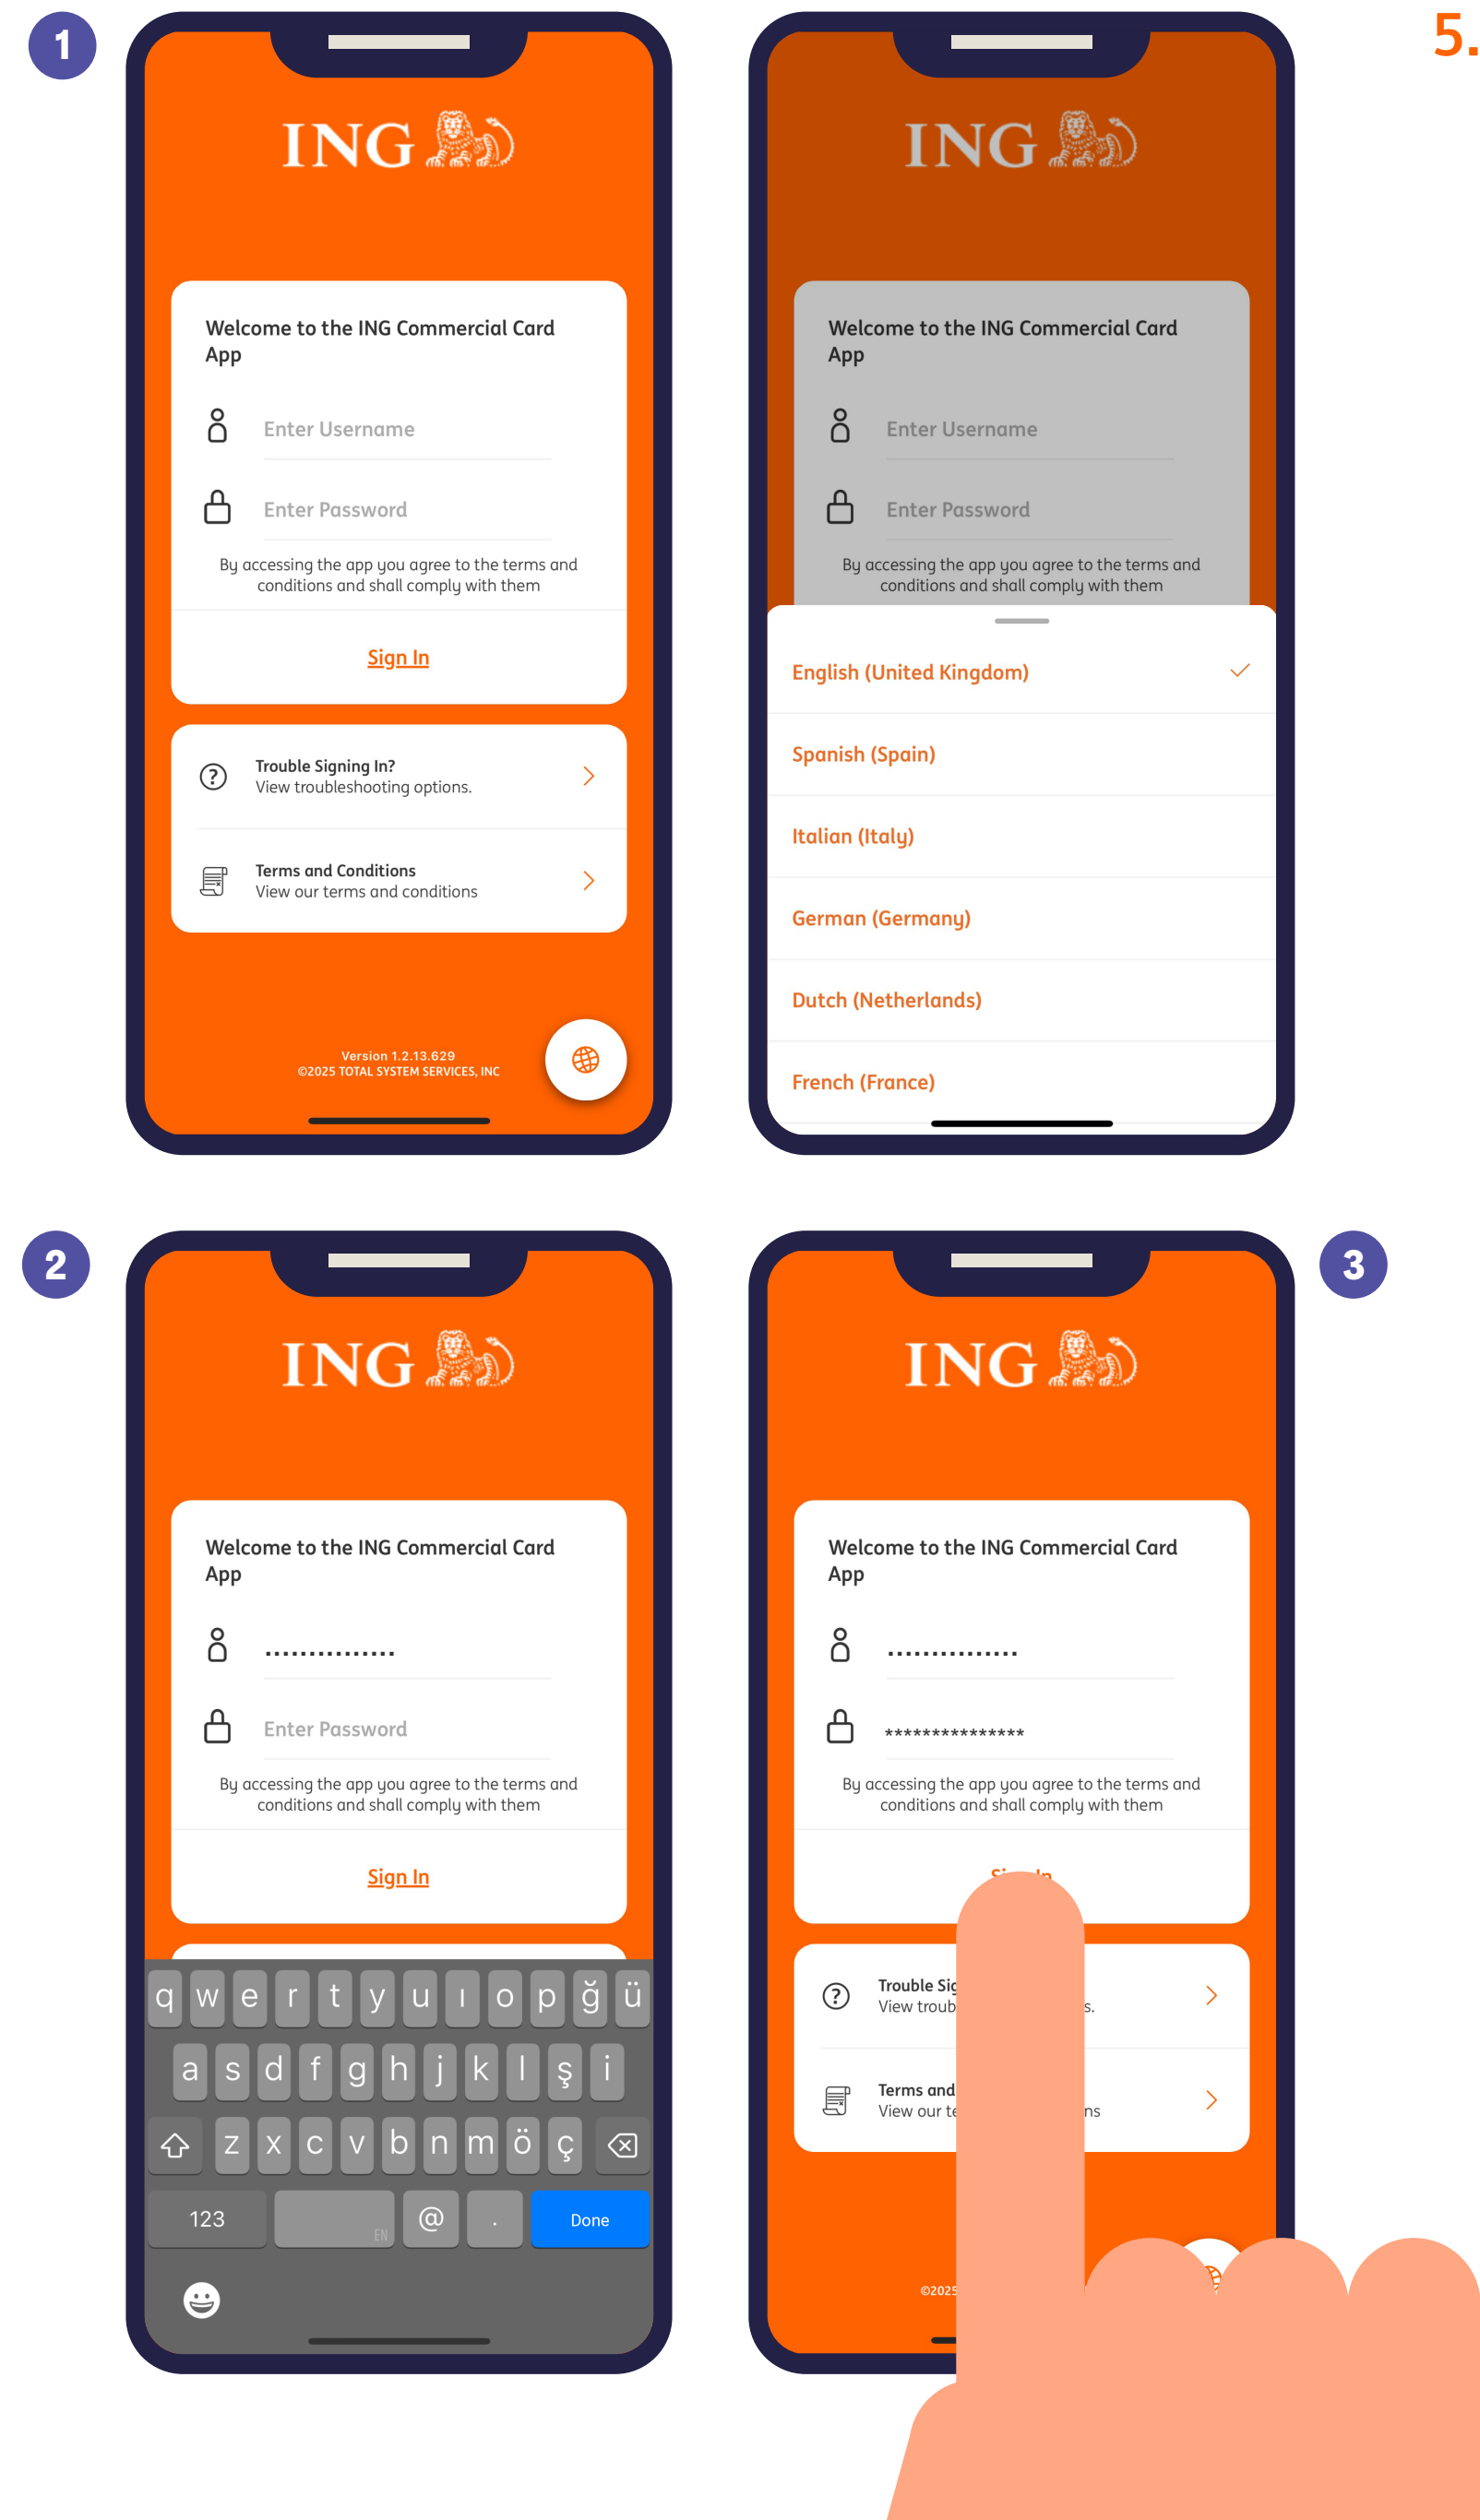 1
5.
ING
Welcome to the ING Commercial Card
App
Enter Username
Enter Password
By accessing the app you agree to the terms and
conditions and shall comply with them
Sign In
Trouble Signing In?
View troubleshooting options.
Terms and Conditions
View our terms and conditions
Version 1.2.13.629
©2025 TOTAL SYSTEM SERVICES, INC
ING
Welcome to the ING Commercial Card
App
Enter Username
Enter Password
By accessing the app you agree to the terms and
conditions and shall comply with them
English (United Kingdom)
Spanish (Spain)
Italian (Italy)
German (Germany)
Dutch (Netherlands)
French (France)
2
ING
Welcome to the ING Commercial Card
App
...............
Enter Password
By accessing the app you agree to the terms and
conditions and shall comply with them
Sign In
q w e r t y u ı o p ğ ü
a s d f g h j k l ş i
z x c v b n m ö ç
123 EN @ . Done
3
ING
Welcome to the ING Commercial Card
App
...............
***************
By accessing the app you agree to the terms and
conditions and shall comply with them
Trouble
View
Terms and
View our
©2025